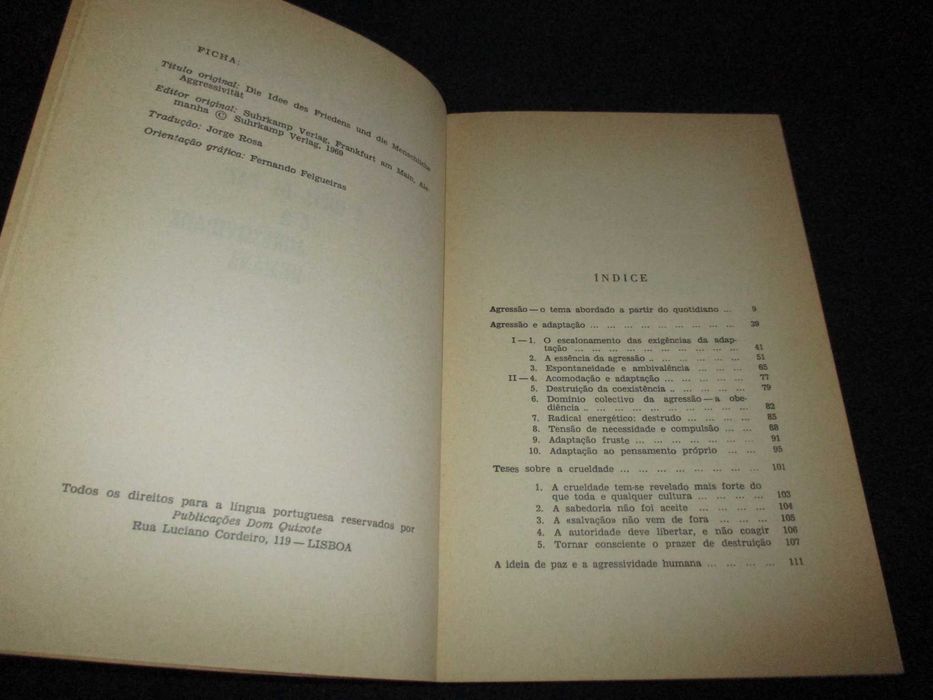 FICHA:
Título original: Die Idee des Friedens und die Menschliche
Aggressivität
Editor original: Suhrkamp Verlag, Frankfurt am Main, Ale-
manha © Suhrkamp Verlag, 1969
Tradução: Jorge Rosa
Orientação gráfica: Fernando Felgueiras
Todos os direitos para a língua portuguesa reservados por
Publicações Dom Quixote
Rua Luciano Cordeiro, 119 — LISBOA
ÍNDICE
Agressão — o tema abordado a partir do quotidiano ... 9
Agressão e adaptação ... ... ... ... ... ... ... ... ... 39
I — 1. O escalonamento das exigências da adap-
tação ... ... ... ... ... ... ... ... ... ... 41
2. A essência da agressão .. ... ... ... ... ... 51
3. Espontaneidade e ambivalência ... ... ... 65
II — 4. Acomodação e adaptação ... ... ... ... ... 77
5. Destruição da coexistência .. ... ... ... ... 79
6. Domínio colectivo da agressão — a obe-
diência .. ... ... ... ... ... ... ... ... ... 82
7. Radical energético: destrudo ... ... ... ... 85
8. Tensão de necessidade e compulsão ... ... 88
9. Adaptação fruste ... ... ... ... ... ... ... 91
10. Adaptação ao pensamento próprio ... ... 95
Teses sobre a crueldade ... ... ... ... ... ... ... ... 101
1. A crueldade tem-se revelado mais forte do
que toda e qualquer cultura ... ... ... ... 103
2. A sabedoria não foi aceite ... ... ... ... 104
3. A «salvação» não vem de fora ... ... ... 105
4. A autoridade deve libertar, e não coagir 106
5. Tornar consciente o prazer de destruição 107
A ideia de paz e a agressividade humana ... ... ... ... 111